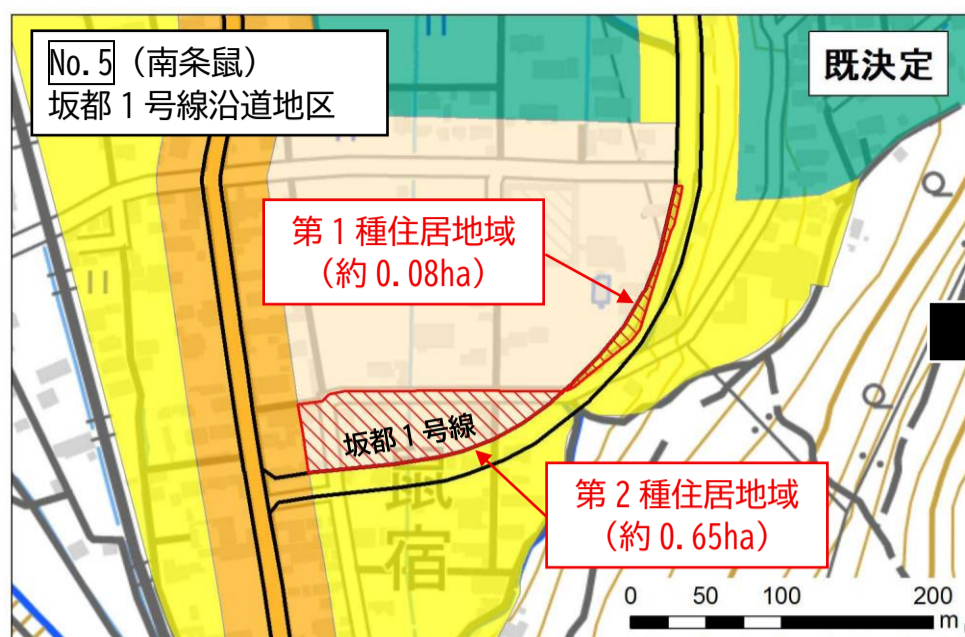 No.5（南条鼠）
坂都1号線沿道地区
既決定
第1種住居地域
（約0.08ha）
坂都1号線
鼠宿
第2種住居地域
（約0.65ha）
0 50 100 200
m